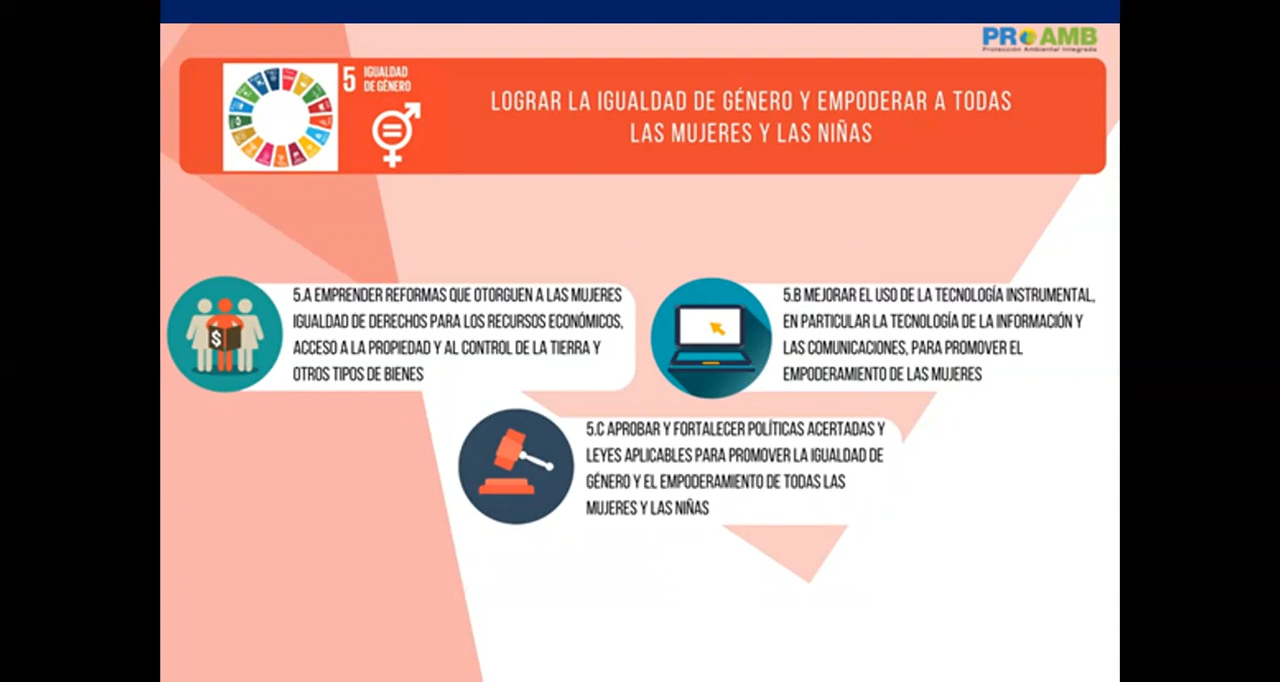 PROAMB
Protección Ambiental Integrada
5 IGUALDAD
DE GÉNERO
LOGRAR LA IGUALDAD DE GÉNERO Y EMPODERAR A TODAS
LAS MUJERES Y LAS NIÑAS
5.A EMPRENDER REFORMAS QUE OTORGUEN A LAS MUJERES
IGUALDAD DE DERECHOS PARA LOS RECURSOS ECONÓMICOS,
ACCESO A LA PROPIEDAD Y AL CONTROL DE LA TIERRA Y
OTROS TIPOS DE BIENES
$
5.B MEJORAR EL USO DE LA TECNOLOGÍA INSTRUMENTAL,
EN PARTICULAR LA TECNOLOGÍA DE LA INFORMACIÓN Y
LAS COMUNICACIONES, PARA PROMOVER EL
EMPODERAMIENTO DE LAS MUJERES
5.C APROBAR Y FORTALECER POLÍTICAS ACERTADAS Y
LEYES APLICABLES PARA PROMOVER LA IGUALDAD DE
GÉNERO Y EL EMPODERAMIENTO DE TODAS LAS
MUJERES Y LAS NIÑAS